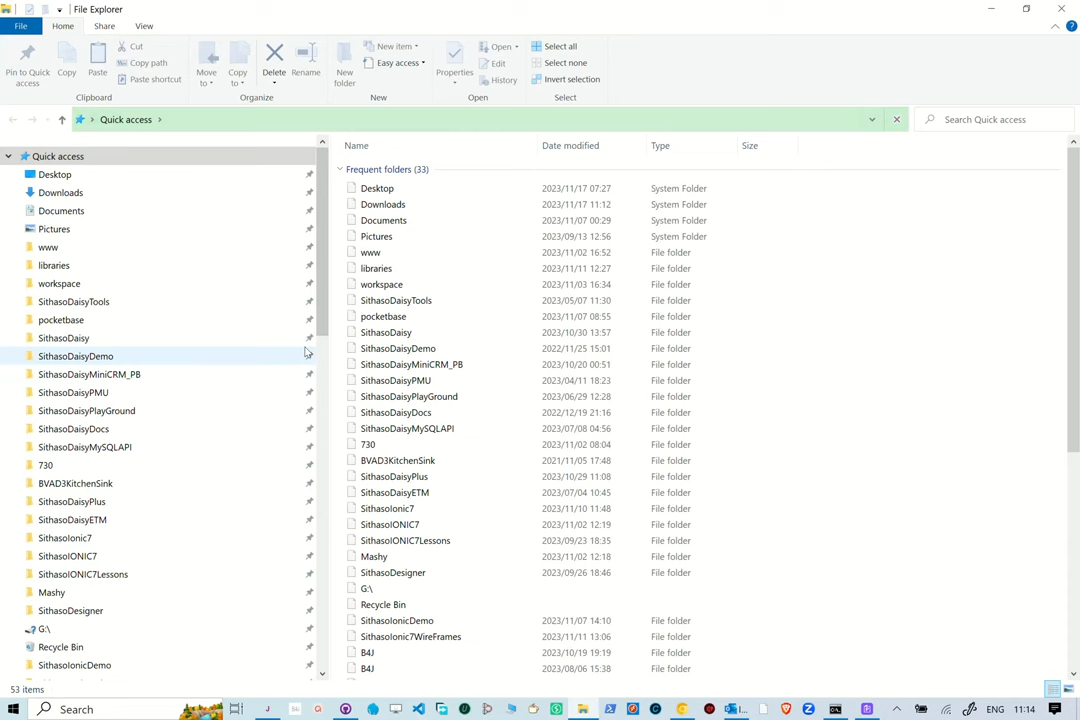 File Explorer
File Home Share View
Pin to Quick access
Copy
Paste
Cut
Copy path
Paste shortcut
Clipboard
Move to
Copy to
Delete
Rename
Organize
New folder
New item
Easy access
New
Properties
Open
Edit
History
Open
Select all
Select none
Invert selection
Select
Quick access
Search Quick access
Quick access
Desktop
Downloads
Documents
Pictures
www
libraries
workspace
SithasoDaisyTools
pocketbase
SithasoDaisy
SithasoDaisyDemo
SithasoDaisyMiniCRM_PB
SithasoDaisyPMU
SithasoDaisyPlayGround
SithasoDaisyDocs
SithasoDaisyMySQLAPI
730
BVAD3KitchenSink
SithasoDaisyPlus
SithasoDaisyETM
SithasoIonic7
SithasoIONIC7
SithasoIONIC7Lessons
Mashy
SithasoDesigner
G:\
Recycle Bin
SithasoIonicDemo
Name Date modified Type Size
Frequent folders (33)
Desktop 2023/11/17 07:27 System Folder
Downloads 2023/11/17 11:12 System Folder
Documents 2023/11/07 00:29 System Folder
Pictures 2023/09/13 12:56 System Folder
www 2023/11/02 16:52 File folder
libraries 2023/11/11 12:27 File folder
workspace 2023/11/03 16:34 File folder
SithasoDaisyTools 2023/05/07 11:30 File folder
pocketbase 2023/11/07 08:55 File folder
SithasoDaisy 2023/10/30 13:57 File folder
SithasoDaisyDemo 2022/11/25 15:01 File folder
SithasoDaisyMiniCRM_PB 2023/10/20 00:51 File folder
SithasoDaisyPMU 2023/04/11 18:23 File folder
SithasoDaisyPlayGround 2023/06/29 12:28 File folder
SithasoDaisyDocs 2022/12/19 21:16 File folder
SithasoDaisyMySQLAPI 2023/07/08 04:56 File folder
730 2023/11/02 08:04 File folder
BVAD3KitchenSink 2021/11/05 17:48 File folder
SithasoDaisyPlus 2023/10/29 11:08 File folder
SithasoDaisyETM 2023/07/04 10:45 File folder
SithasoIonic7 2023/11/10 11:48 File folder
SithasoIONIC7 2023/11/02 12:19 File folder
SithasoIONIC7Lessons 2023/09/23 18:35 File folder
Mashy 2023/11/02 12:18 File folder
SithasoDesigner 2023/09/26 18:46 File folder
G:\
Recycle Bin
SithasoIonicDemo 2023/11/07 14:10 File folder
SithasoIonic7WireFrames 2023/11/11 13:06 File folder
B4J 2023/10/19 19:19 File folder
B4J 2023/08/06 15:38 File folder
53 items
Search
ENG 11:14